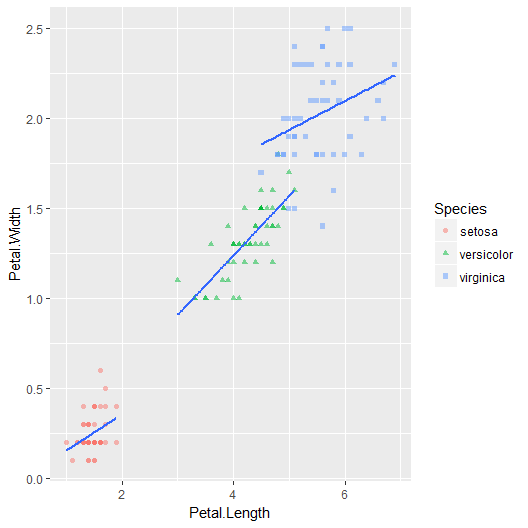 2.5
2.0
1.5
1.0
0.5
0.0
Petal.Width
2 4 6
Petal.Length
Species
setosa
versicolor
virginica